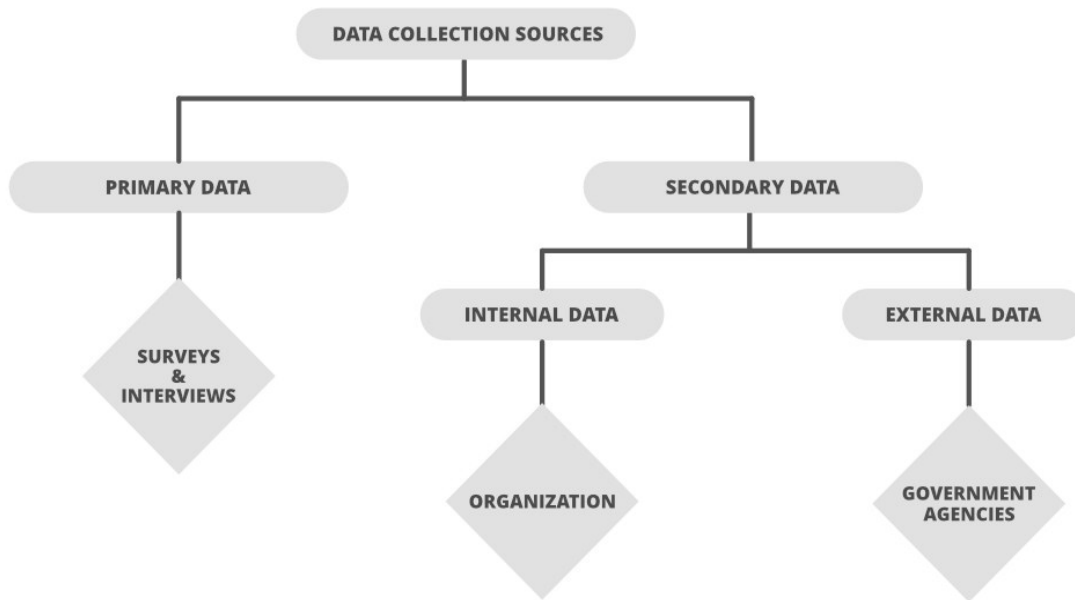 DATA COLLECTION SOURCES
PRIMARY DATA
SECONDARY DATA
INTERNAL DATA
EXTERNAL DATA
SURVEYS
&
INTERVIEWS
ORGANIZATION
GOVERNMENT
AGENCIES